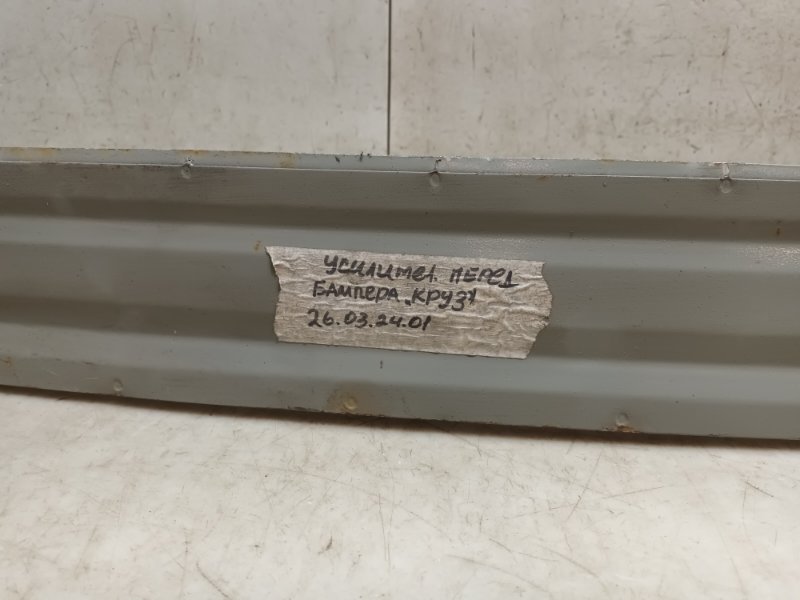 УСИЛИТЕЛ. ПЕРЕД
БАМПЕРА "КРУЗ"
26.03.24.01